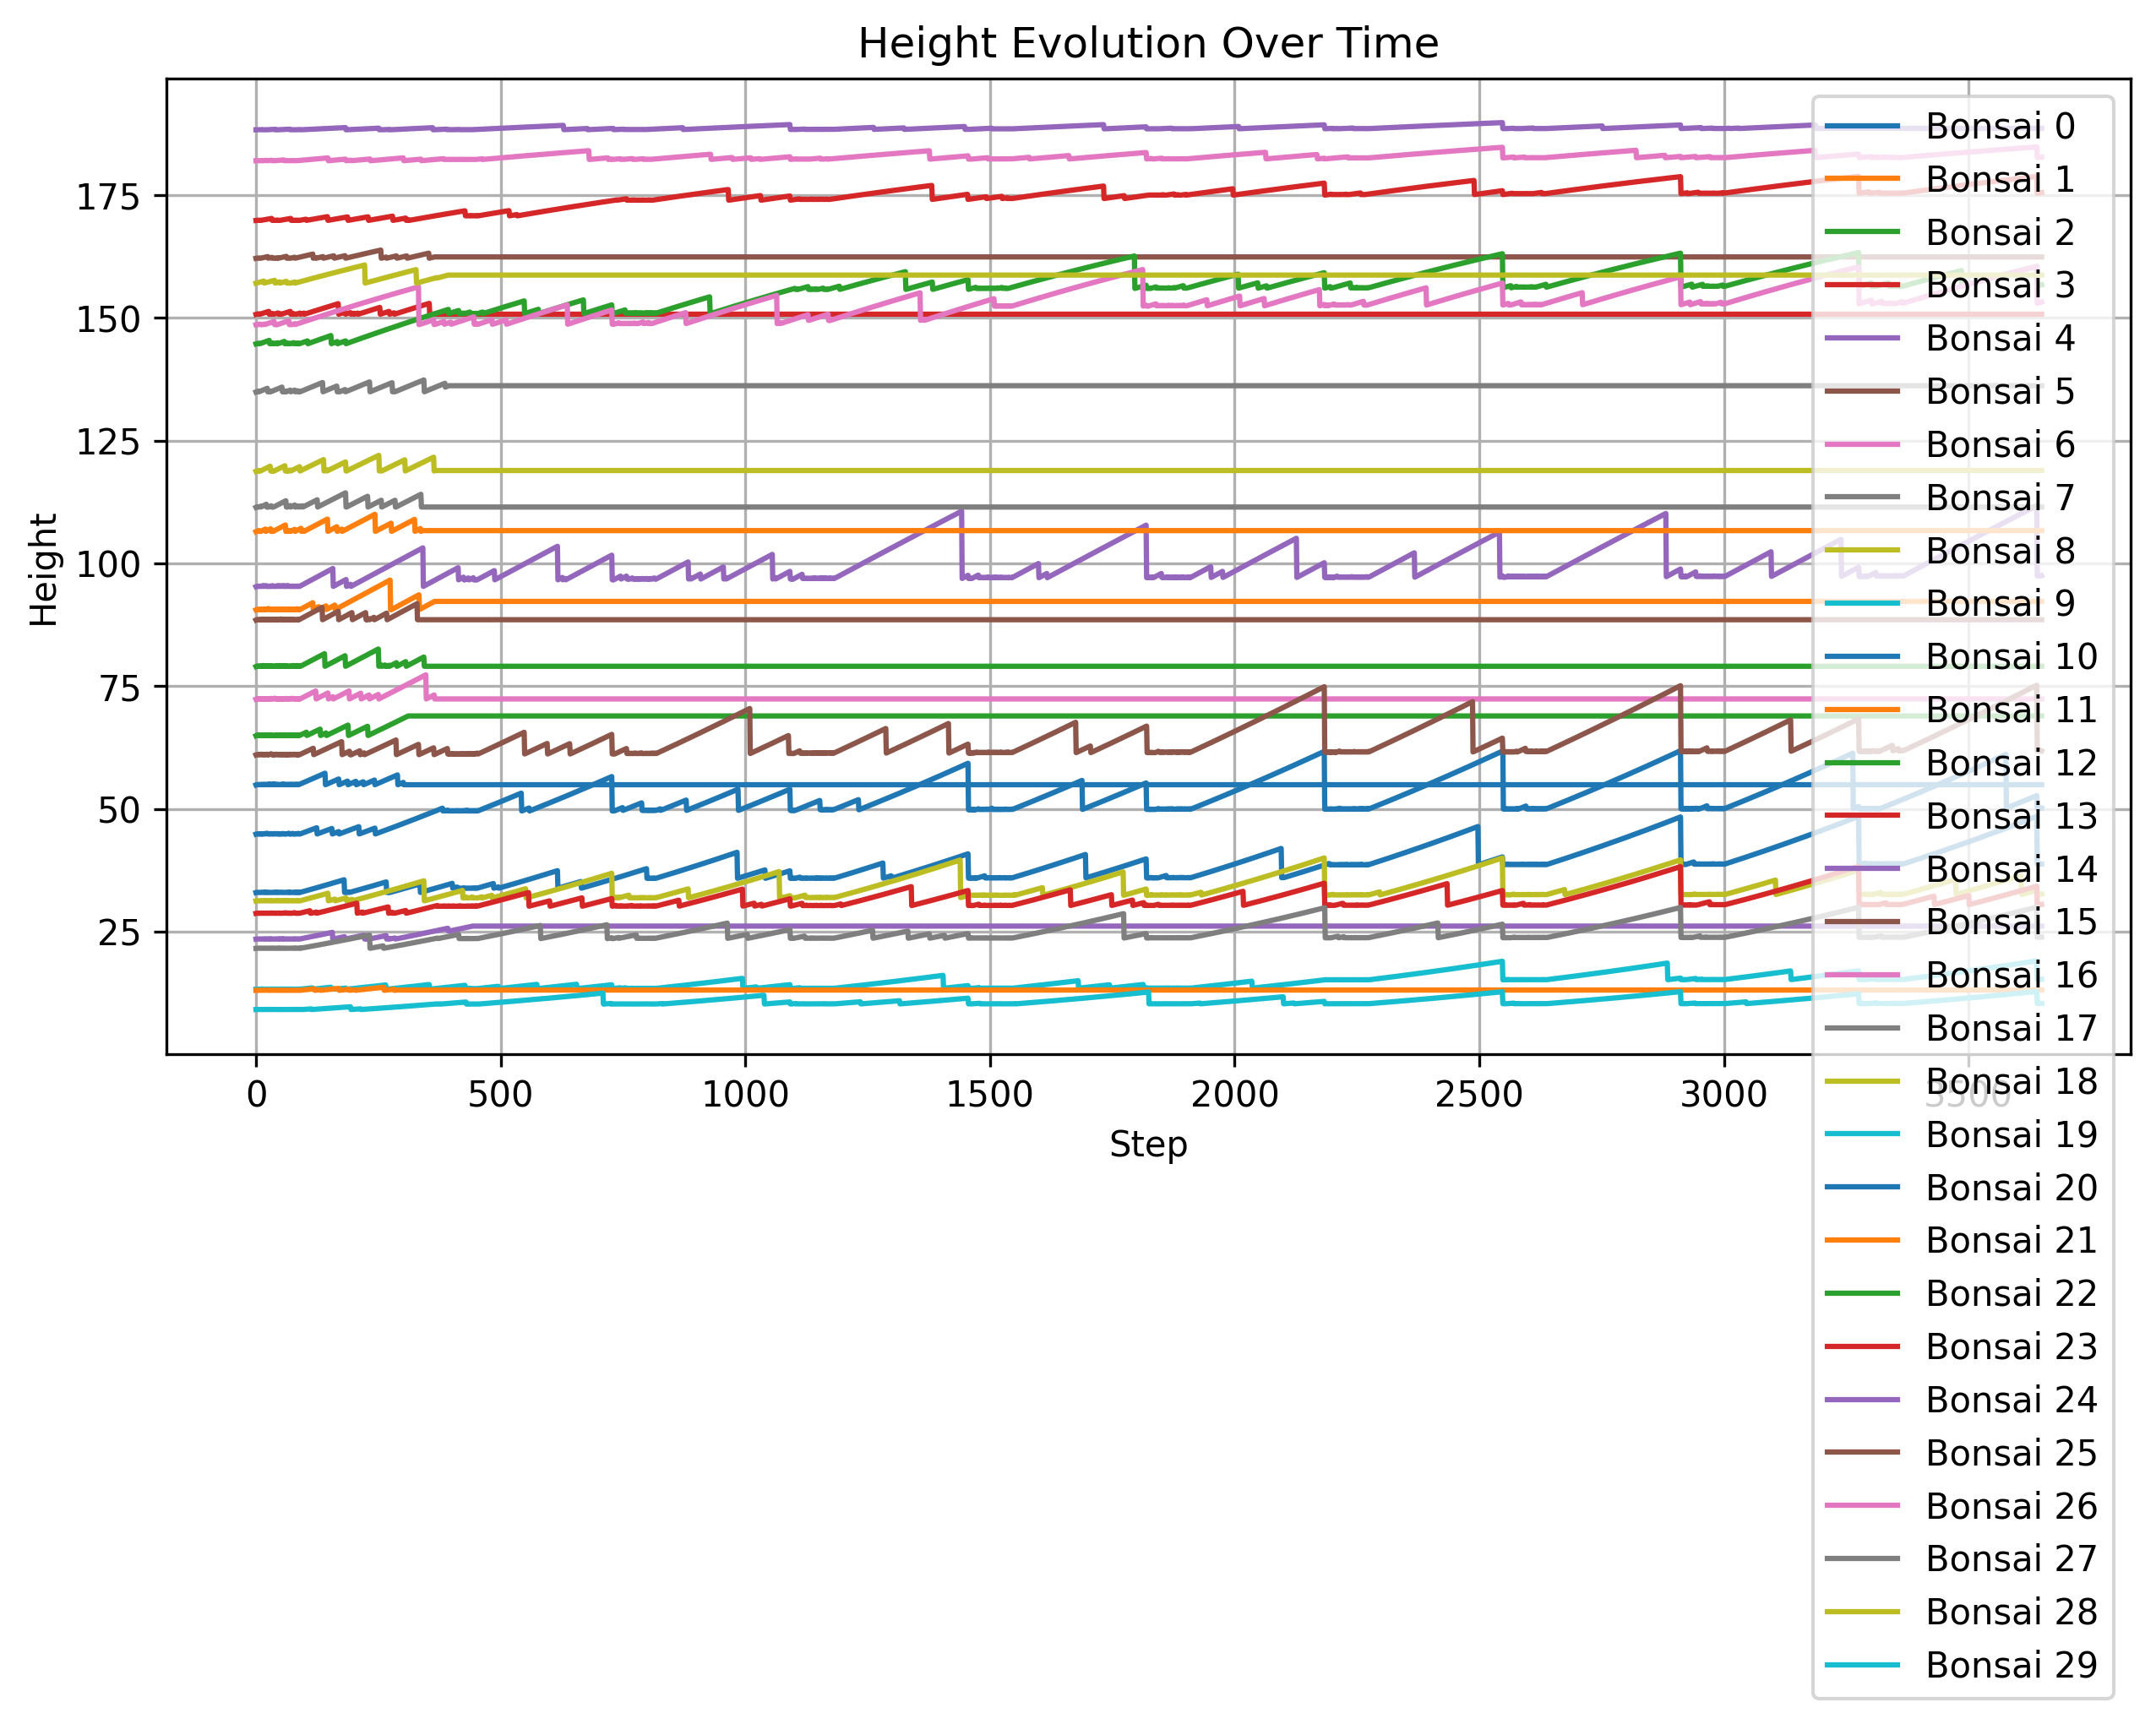 Height Evolution Over Time
Height
175
150
125
100
75
50
25
0
500
1000
1500
2000
2500
3000
3500
Step
Bonsai 0
Bonsai 1
Bonsai 2
Bonsai 3
Bonsai 4
Bonsai 5
Bonsai 6
Bonsai 7
Bonsai 8
Bonsai 9
Bonsai 10
Bonsai 11
Bonsai 12
Bonsai 13
Bonsai 14
Bonsai 15
Bonsai 16
Bonsai 17
Bonsai 18
Bonsai 19
Bonsai 20
Bonsai 21
Bonsai 22
Bonsai 23
Bonsai 24
Bonsai 25
Bonsai 26
Bonsai 27
Bonsai 28
Bonsai 29